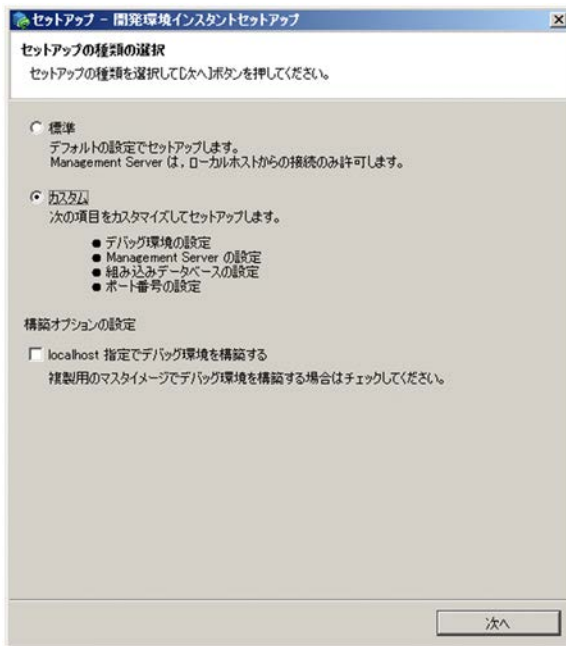 セットアップ - 開発環境インスタントセットアップ
セットアップの種類の選択
セットアップの種類を選択して[次へ]ボタンを押してください。
標準
デフォルトの設定でセットアップします。
Management Server は，ローカルホストからの接続のみ許可します。
カスタム
次の項目をカスタマイズしてセットアップします。
● デバッグ環境の設定
● Management Server の設定
● 組み込みデータベースの設定
● ポート番号の設定
構築オプションの設定
localhost 指定でデバッグ環境を構築する
複製用のマスタイメージでデバッグ環境を構築する場合はチェックしてください。
次へ